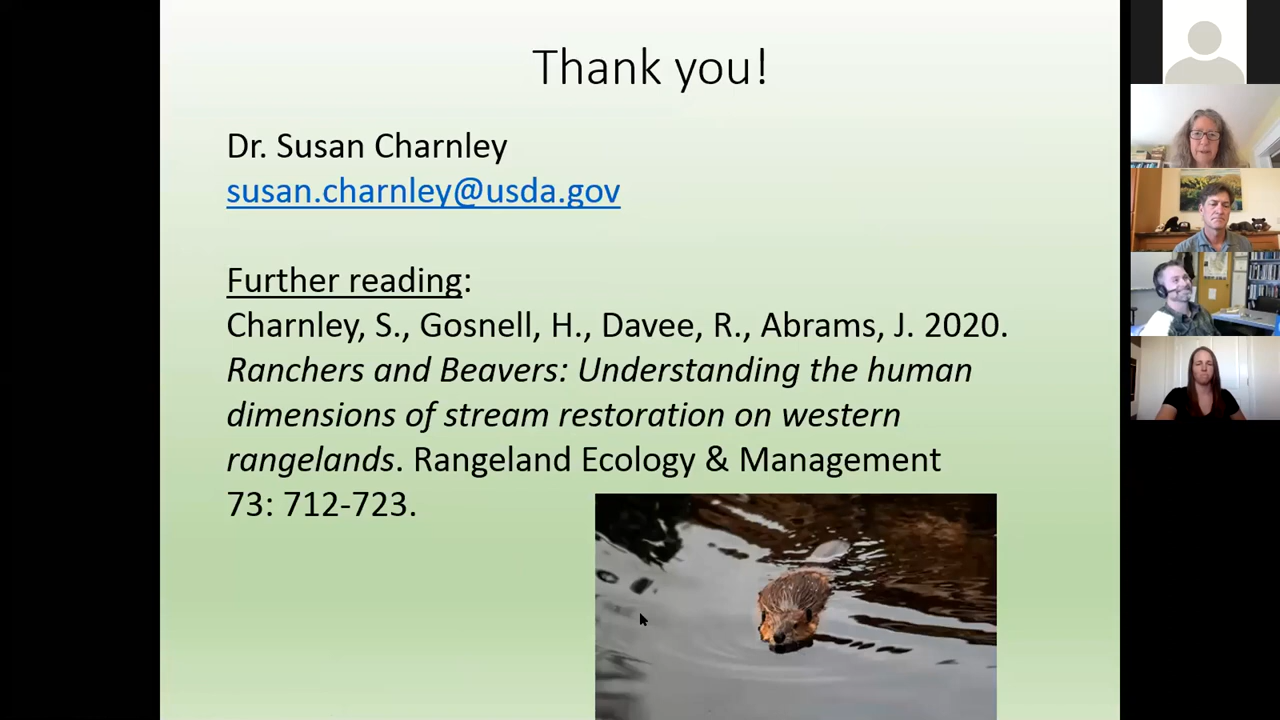 Thank you!
Dr. Susan Charnley
susan.charnley@usda.gov
Further reading:
Charnley, S., Gosnell, H., Davee, R., Abrams, J. 2020.
Ranchers and Beavers: Understanding the human
dimensions of stream restoration on western
rangelands. Rangeland Ecology & Management
73: 712-723.